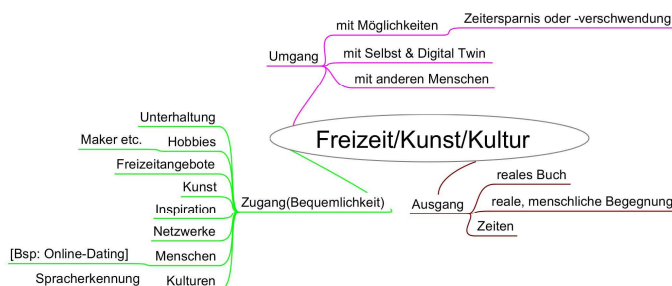 mit Möglichkeiten
Zeitersparnis oder -verschwendung
Umgang
mit Selbst & Digital Twin
mit anderen Menschen
Freizeit/Kunst/Kultur
Unterhaltung
Maker etc.
Hobbies
Freizeitangebote
Kunst
Inspiration
Netzwerke
[Bsp: Online-Dating]
Menschen
Spracherkennung
Kulturen
Zugang(Bequemlichkeit)
Ausgang
reales Buch
reale, menschliche Begegnung
Zeiten